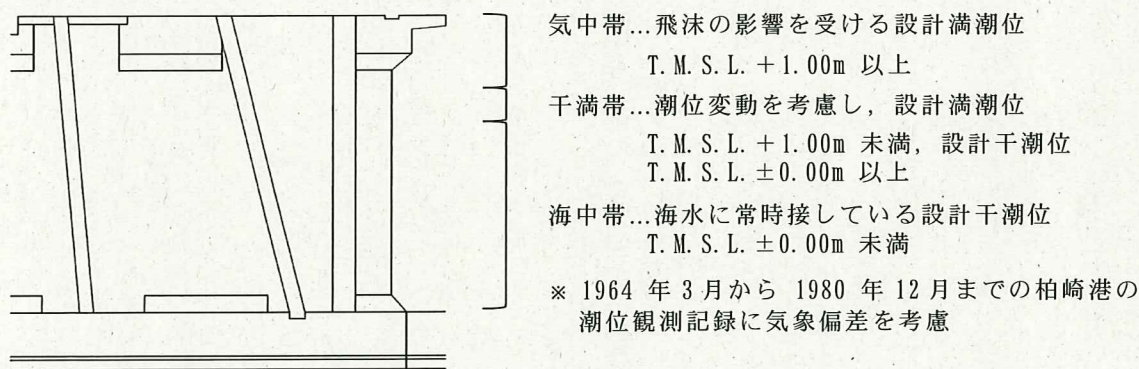 気中帯…飛沫の影響を受ける設計満潮位
T.M.S.L.+1.00m 以上
干満帯…潮位変動を考慮し，設計満潮位
T.M.S.L.+1.00m 未満，設計干潮位
T.M.S.L.±0.00m 以上
海中帯…海水に常時接している設計干潮位
T.M.S.L.±0.00m 未満
※ 1964 年 3月から 1980 年 12月までの柏崎港の
潮位観測記録に気象偏差を考慮